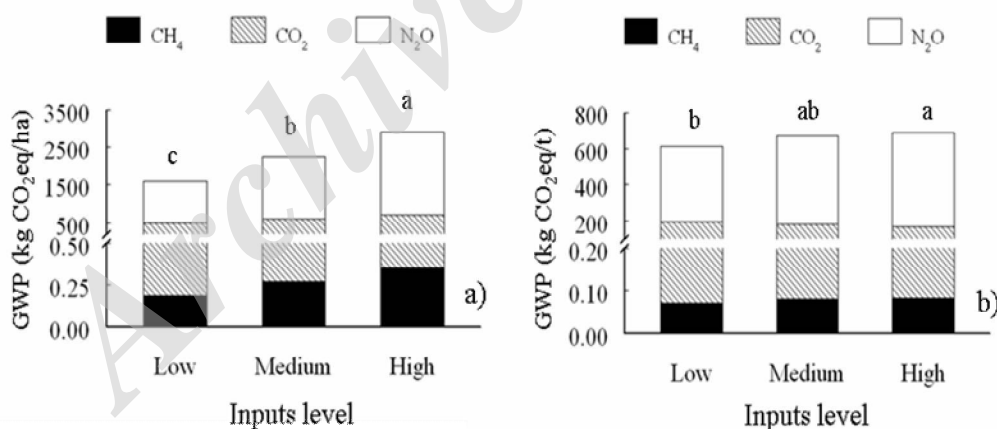 CH₄ CO₂ N₂O
GWP (kg CO₂eq/ha)
3500
2500
1500
500
0.50
0.25
0.00
c b a
a)
Low Medium High
Inputs level
CH₄ CO₂ N₂O
GWP (kg CO₂eq/t)
800
600
400
200
0.20
0.10
0.00
b ab a
b)
Low Medium High
Inputs level